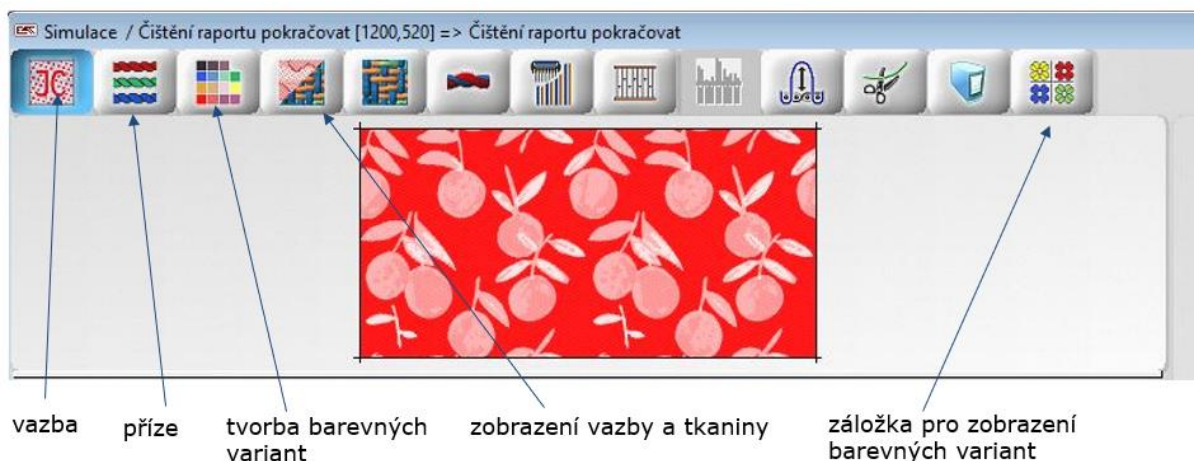 Simulace / Čištění raportu pokračovat [1200,520] => Čištění raportu pokračovat
JC
vazba
příze
tvorba barevných
variant
zobrazení vazby a tkaniny
záložka pro zobrazení
barevných variant